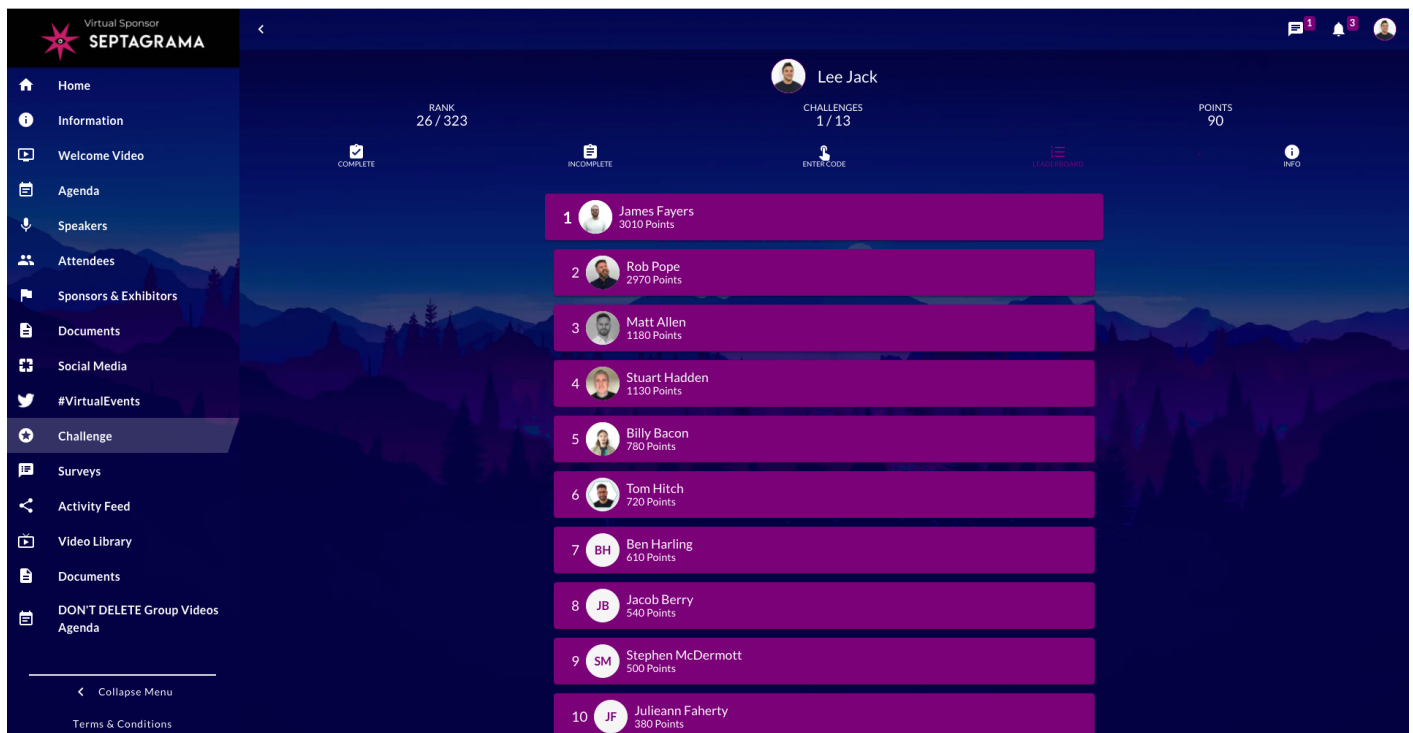 Virtual Sponsor
SEPTAGRAMA
1
3
Home
Information
Welcome Video
Agenda
Speakers
Attendees
Sponsors & Exhibitors
Documents
Social Media
#VirtualEvents
Challenge
Surveys
Activity Feed
Video Library
Documents
DON'T DELETE Group Videos
Agenda
Collapse Menu
Terms & Conditions
Lee Jack
RANK
26 / 323
CHALLENGES
1 / 13
POINTS
90
COMPLETE
INCOMPLETE
ENTER CODE
LEADERBOARD
INFO
1
James Fayers
3010 Points
2
Rob Pope
2970 Points
3
Matt Allen
1180 Points
4
Stuart Hadden
1130 Points
5
Billy Bacon
780 Points
6
Tom Hitch
720 Points
7 BH
Ben Harling
610 Points
8 JB
Jacob Berry
540 Points
9 SM
Stephen McDermott
500 Points
10 JF
Julieann Faherty
380 Points